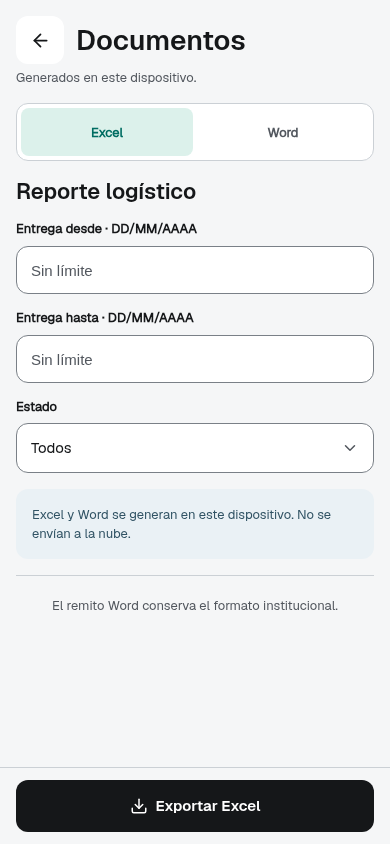 Documentos
Generados en este dispositivo.
Excel
Word
Reporte logístico
Entrega desde · DD/MM/AAAA
Sin límite
Entrega hasta · DD/MM/AAAA
Sin límite
Estado
Todos
Excel y Word se generan en este dispositivo. No se
envían a la nube.
El remito Word conserva el formato institucional.
Exportar Excel